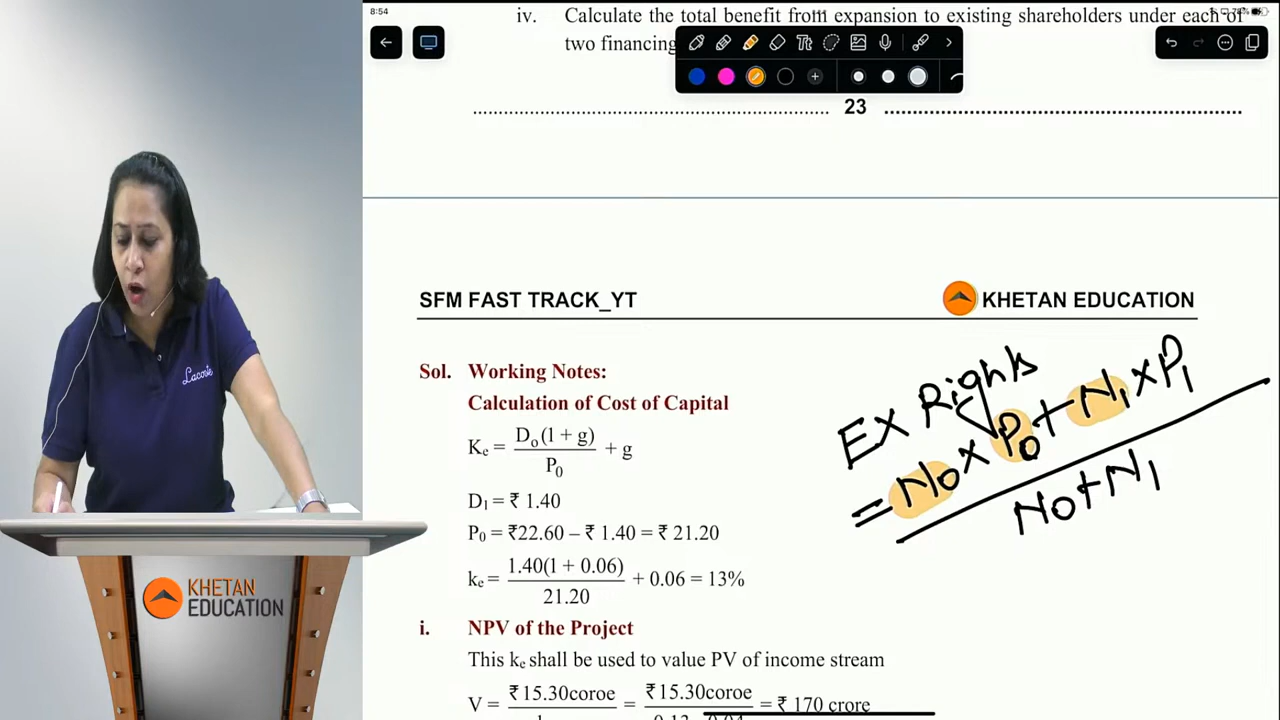 8:54
iv. Calculate the total benefit from expansion to existing shareholders under each of
two financing
23
SFM FAST TRACK_YT
KHETAN EDUCATION
Sol. Working Notes:
Calculation of Cost of Capital
Ke = D₀(1 + g) / P₀ + g
D₁ = ₹ 1.40
P₀ = ₹22.60 – ₹ 1.40 = ₹ 21.20
ke = 1.40(1 + 0.06) / 21.20 + 0.06 = 13%
i. NPV of the Project
This ke shall be used to value PV of income stream
V = ₹15.30coroe = ₹15.30coroe = ₹ 170 crore
Ex Rights
= N₀ × P₀ + N₁ × P₁
N₀ + N₁
Lacoste
KHETAN
EDUCATION